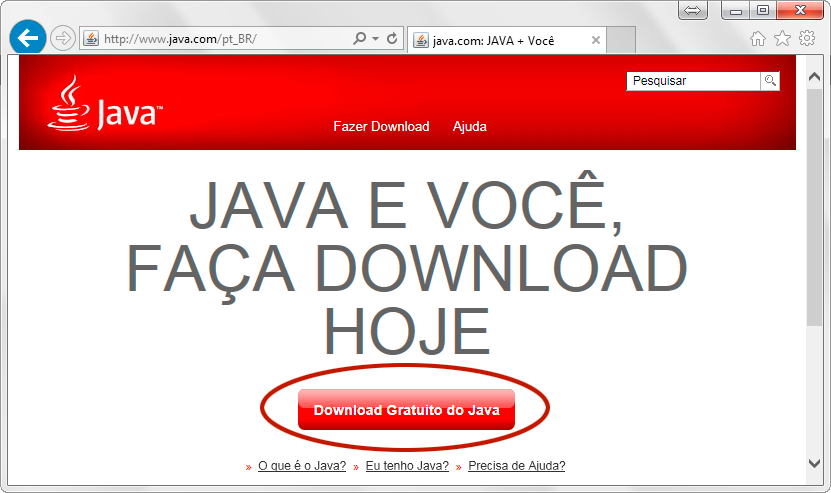 http://www.java.com/pt_BR/
java.com: JAVA + Você
Java™
Pesquisar
Fazer Download Ajuda
JAVA E VOCÊ,
FAÇA DOWNLOAD
HOJE
Download Gratuito do Java
» O que é o Java? » Eu tenho Java? » Precisa de Ajuda?